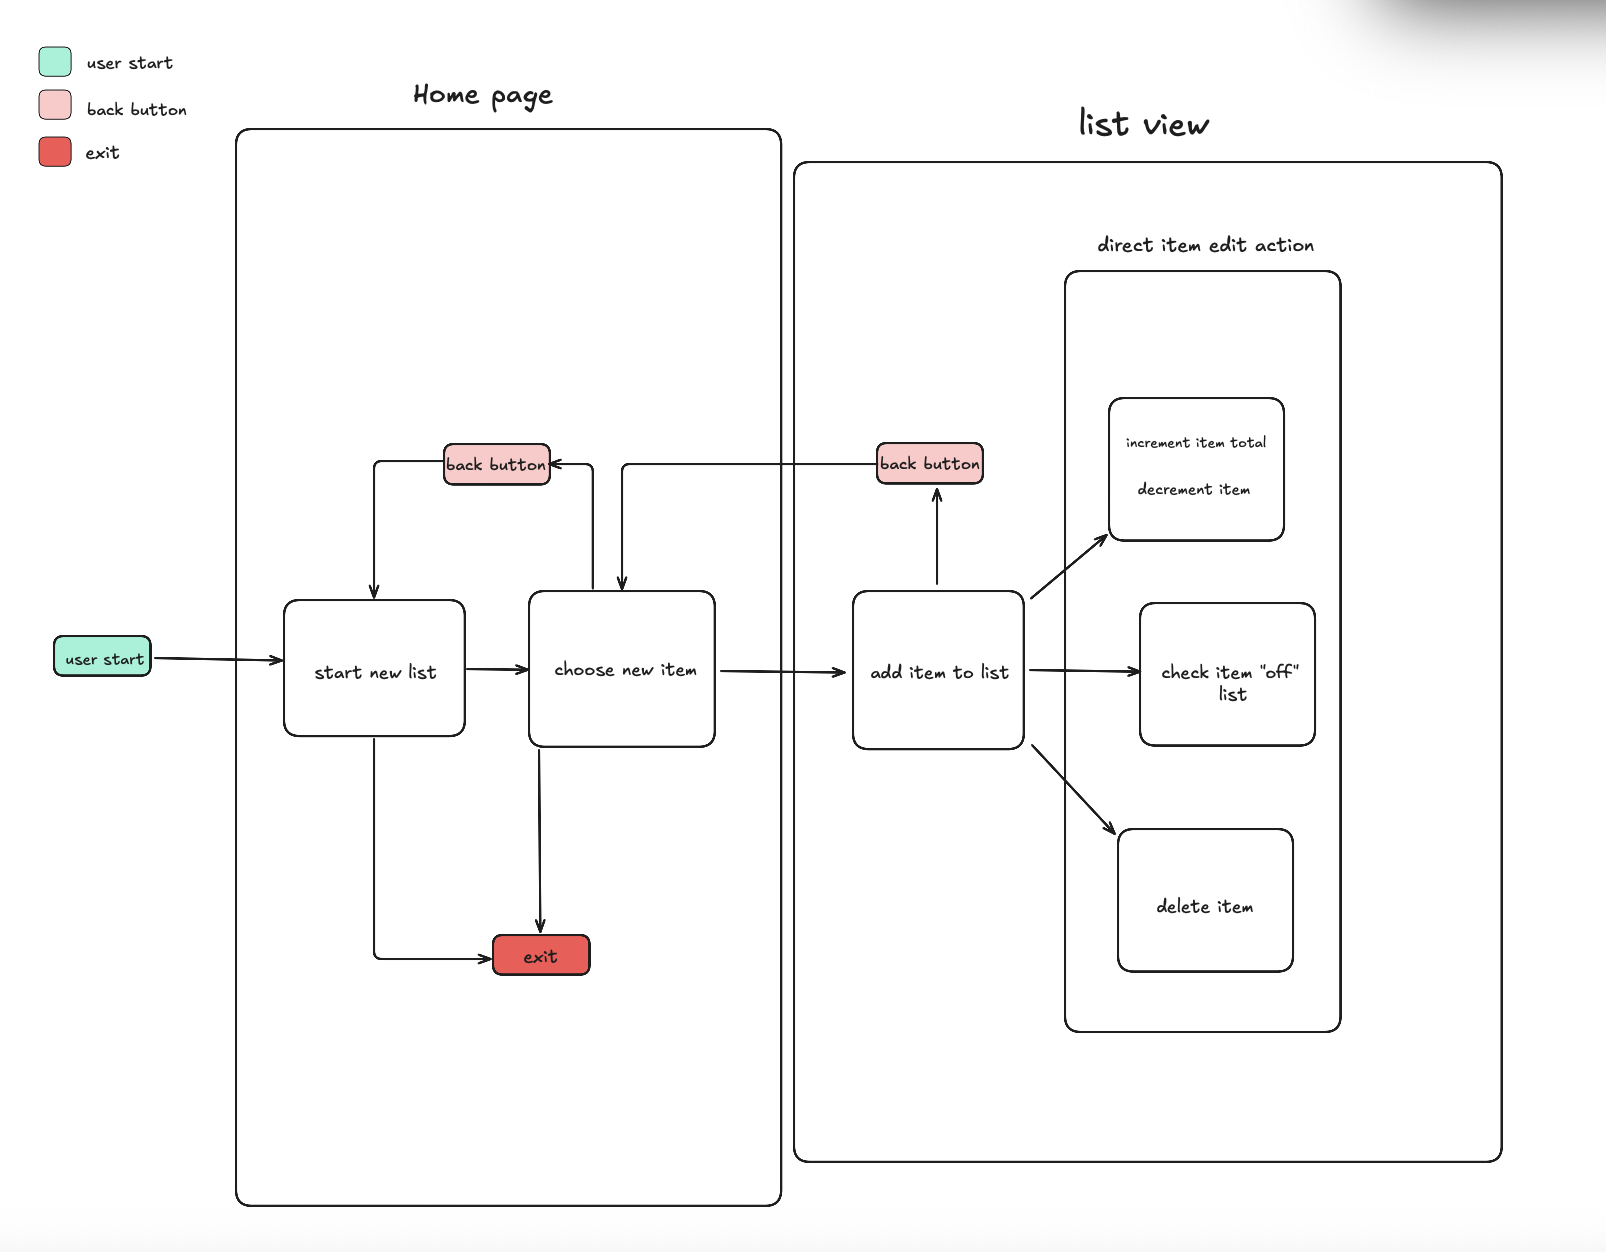 user start
back button
exit
Home page
list view
direct item edit action
increment item total
decrement item
back button
back button
user start
start new list
choose new item
add item to list
check item "off"
list
delete item
exit